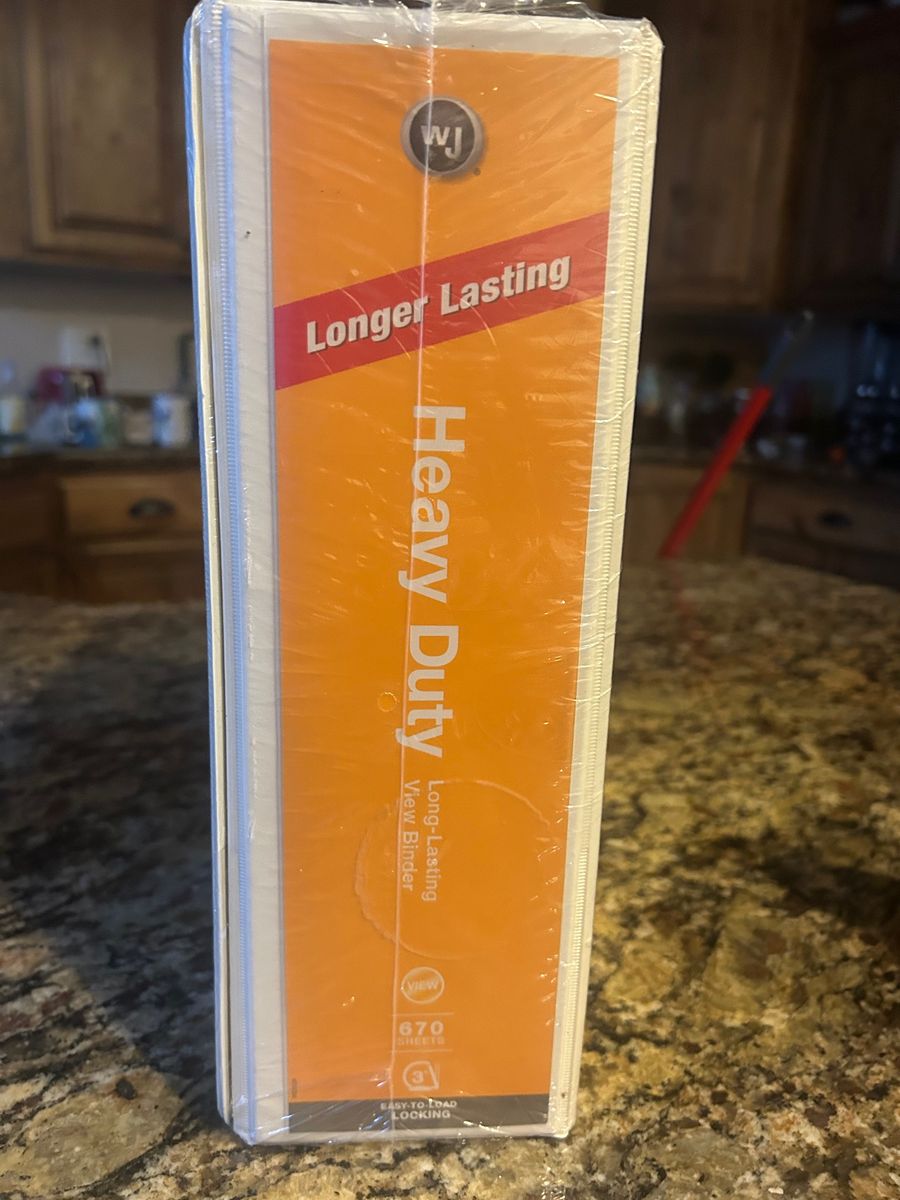 WJ
Longer Lasting
Heavy Duty
Long-Lasting
View Binder
VIEW
670
SHEETS
3"
EASY-TO-LOAD
LOCKING